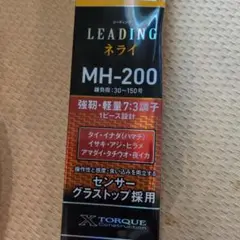 LEADING
ネライ
MH-200
錘負荷:30~150号
強靭・軽量7:3調子
1ピース設計
タイ・イナダ(ハマチ)
イサキ・アジ・ヒラメ
アマダイ・タチウオ・夜イカ
センサー
グラストップ採用
X TORQUE